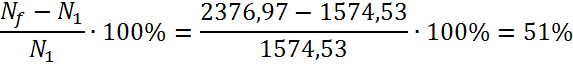 (N_f − N_1)/N_1 · 100% = (2376,97 − 1574,53)/1574,53 · 100% = 51%